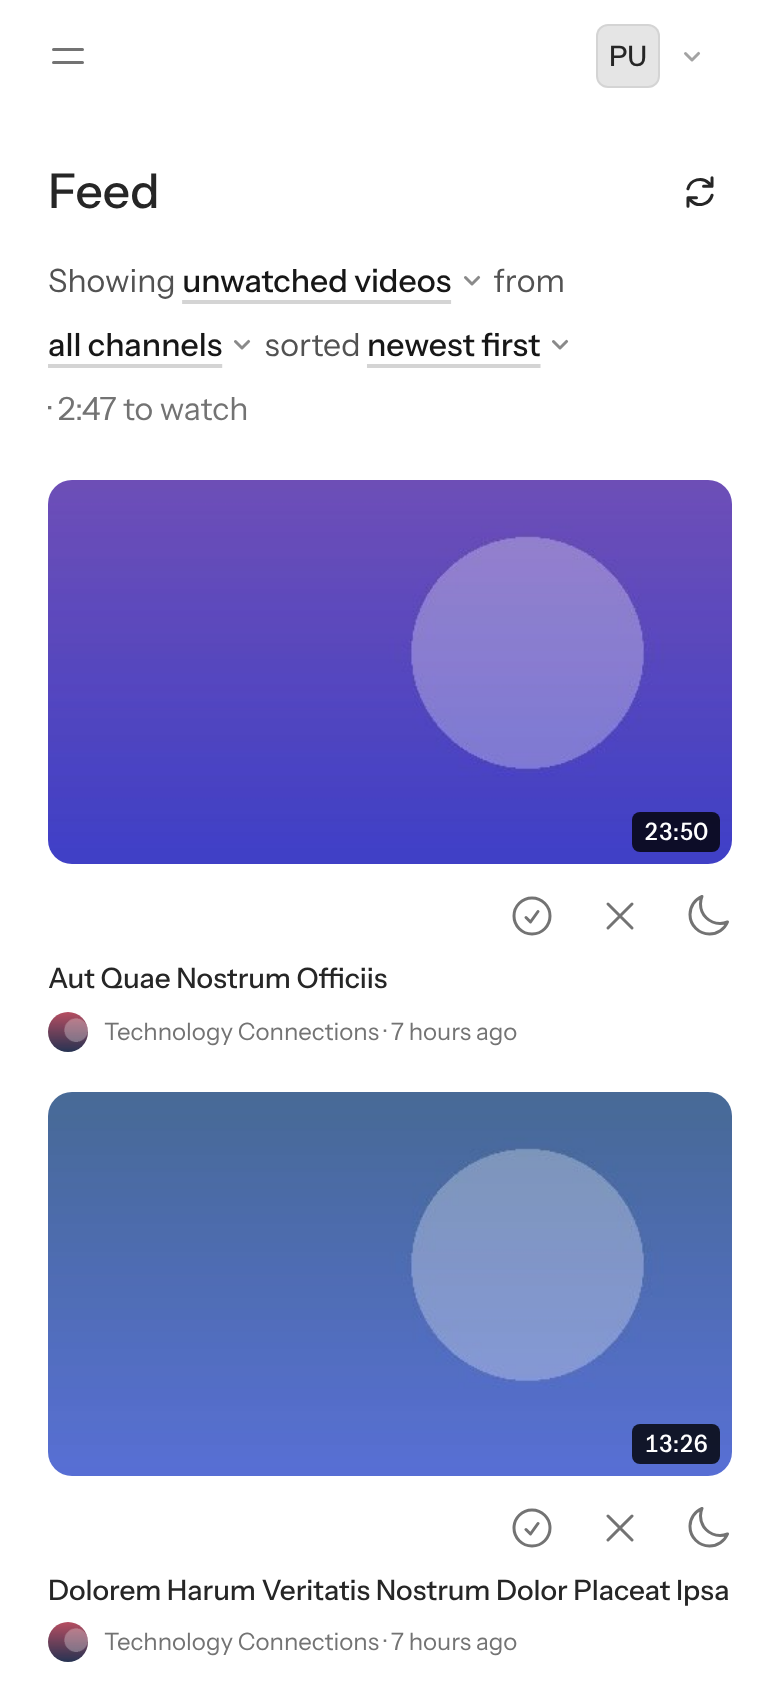 PU
Feed
Showing unwatched videos from
all channels sorted newest first
· 2:47 to watch
23:50
Aut Quae Nostrum Officiis
Technology Connections · 7 hours ago
13:26
Dolorem Harum Veritatis Nostrum Dolor Placeat Ipsa
Technology Connections · 7 hours ago